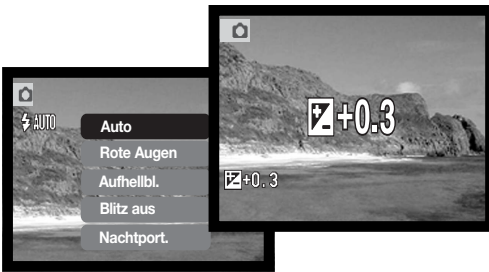 AUTO
Auto
Rote Augen
Aufhellbl.
Blitz aus
Nachtport.
+0.3
+0.3